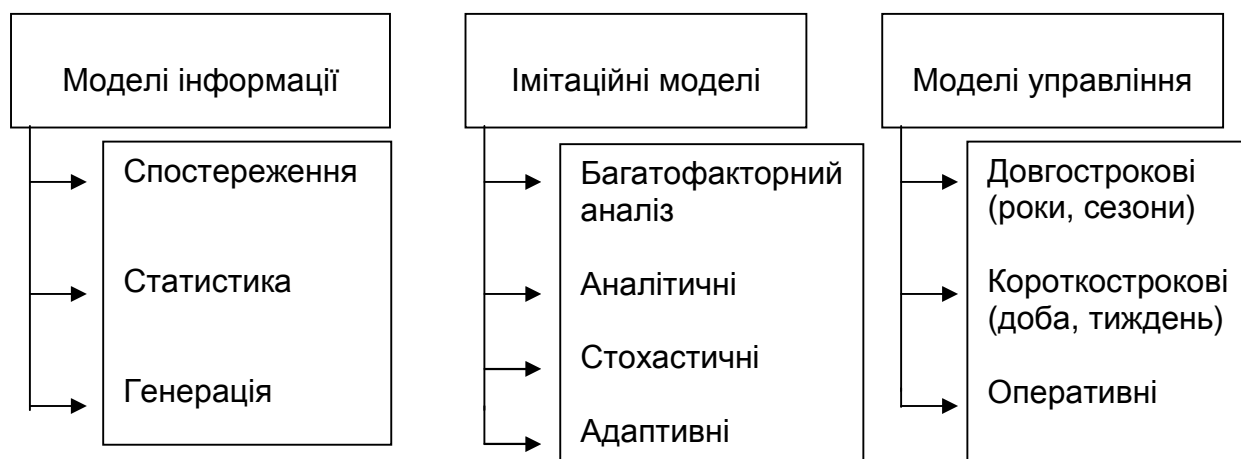 Моделі інформації
Спостереження
Статистика
Генерація
Імітаційні моделі
Багатофакторний
аналіз
Аналітичні
Стохастичні
Адаптивні
Моделі управління
Довгострокові
(роки, сезони)
Короткострокові
(доба, тиждень)
Оперативні